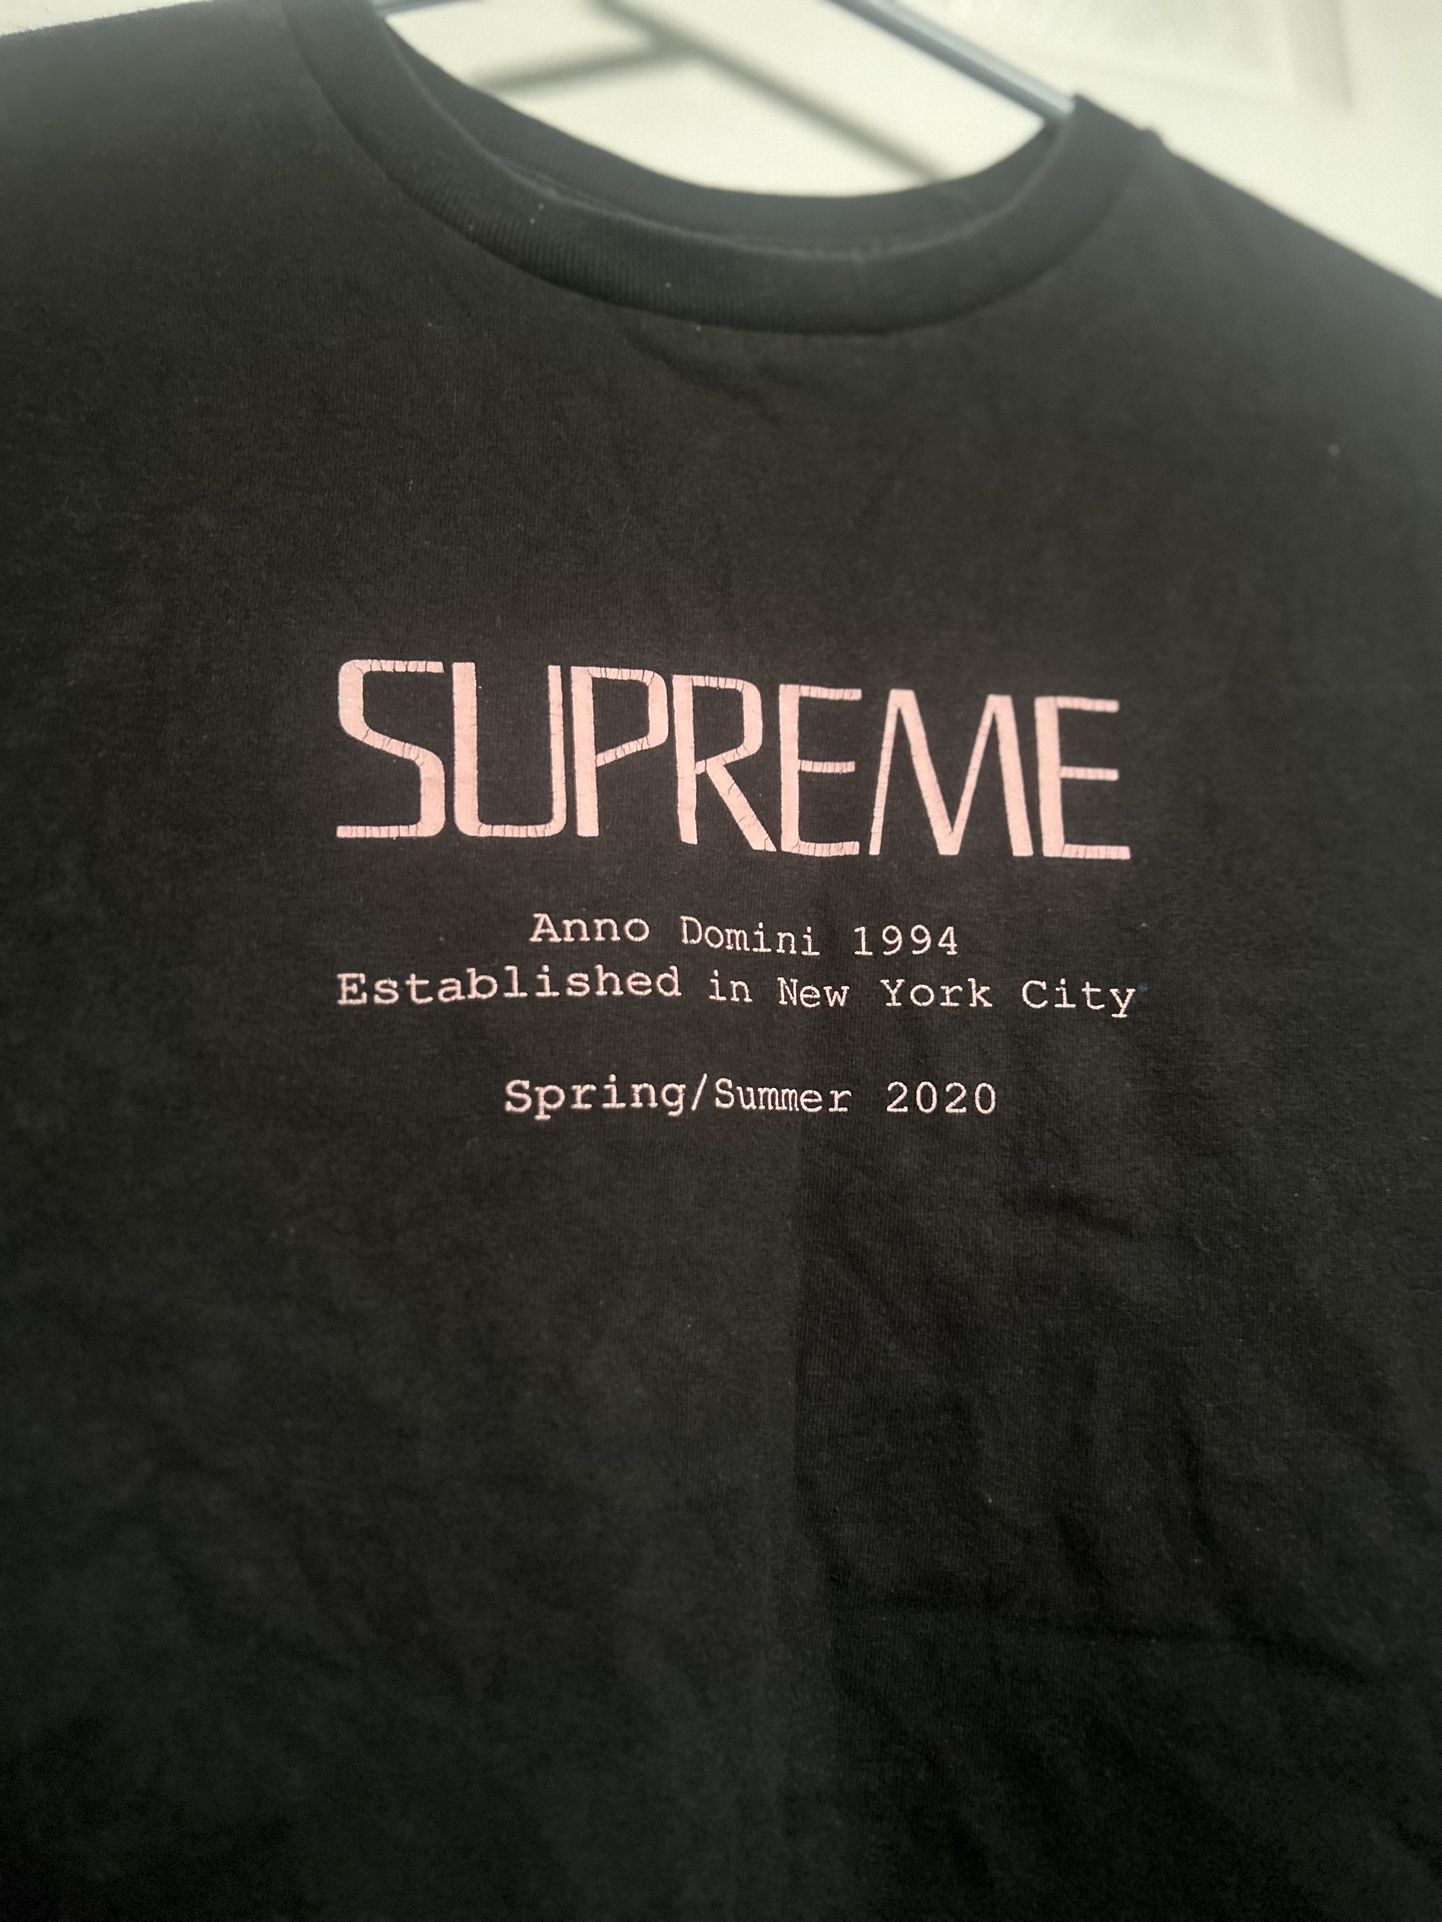 SUPREME
Anno Domini 1994
Established in New York City
Spring/Summer 2020